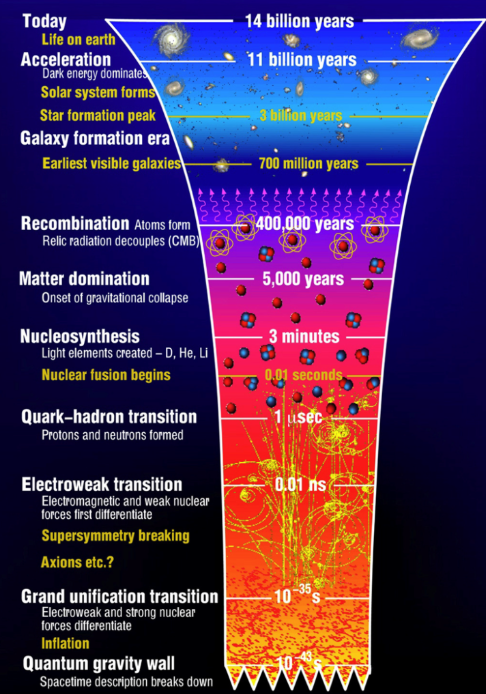 Today 14 billion years
Life on earth
Acceleration 11 billion years
Dark energy dominates
Solar system forms
Star formation peak 3 billion years
Galaxy formation era
Earliest visible galaxies 700 million years
Recombination Atoms form 400,000 years
Relic radiation decouples (CMB)
Matter domination 5,000 years
Onset of gravitational collapse
Nucleosynthesis 3 minutes
Light elements created – D, He, Li
Nuclear fusion begins 0.01 seconds
Quark–hadron transition 1 μsec
Protons and neutrons formed
Electroweak transition 0.01 ns
Electromagnetic and weak nuclear
forces first differentiate
Supersymmetry breaking
Axions etc.?
Grand unification transition 10⁻³⁵s
Electroweak and strong nuclear
forces differentiate
Inflation
Quantum gravity wall 10⁻⁴³s
Spacetime description breaks down